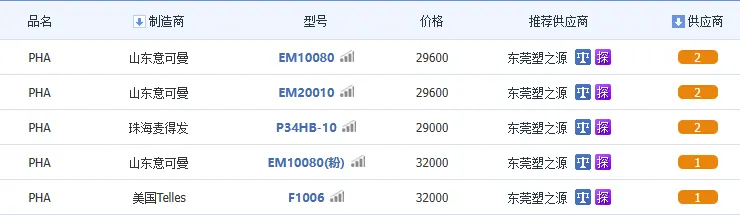 品名 制造商 型号 价格 推荐供应商 供应商
PHA 山东意可曼 EM10080 29600 东莞塑之源 探 2
PHA 山东意可曼 EM20010 29600 东莞塑之源 探 2
PHA 珠海麦得发 P34HB-10 29000 东莞塑之源 探 2
PHA 山东意可曼 EM10080(粉) 32000 东莞塑之源 探 1
PHA 美国Telles F1006 32000 东莞塑之源 探 1